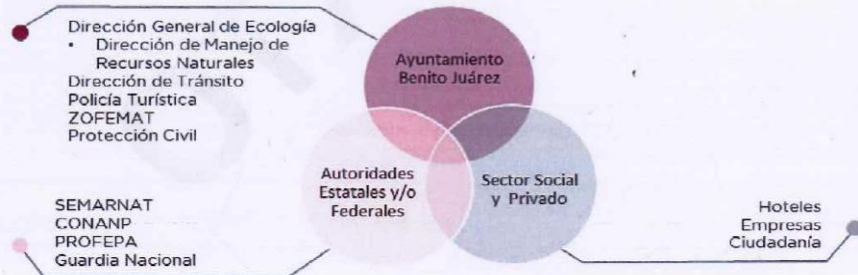 Dirección General de Ecología
• Dirección de Manejo de
Recursos Naturales
Dirección de Tránsito
Policía Turística
ZOFEMAT
Protección Civil
Ayuntamiento
Benito Juárez
Autoridades
Estatales y/o
Federales
Sector Social
y Privado
SEMARNAT
CONANP
PROFEPA
Guardia Nacional
Hoteles
Empresas
Ciudadanía